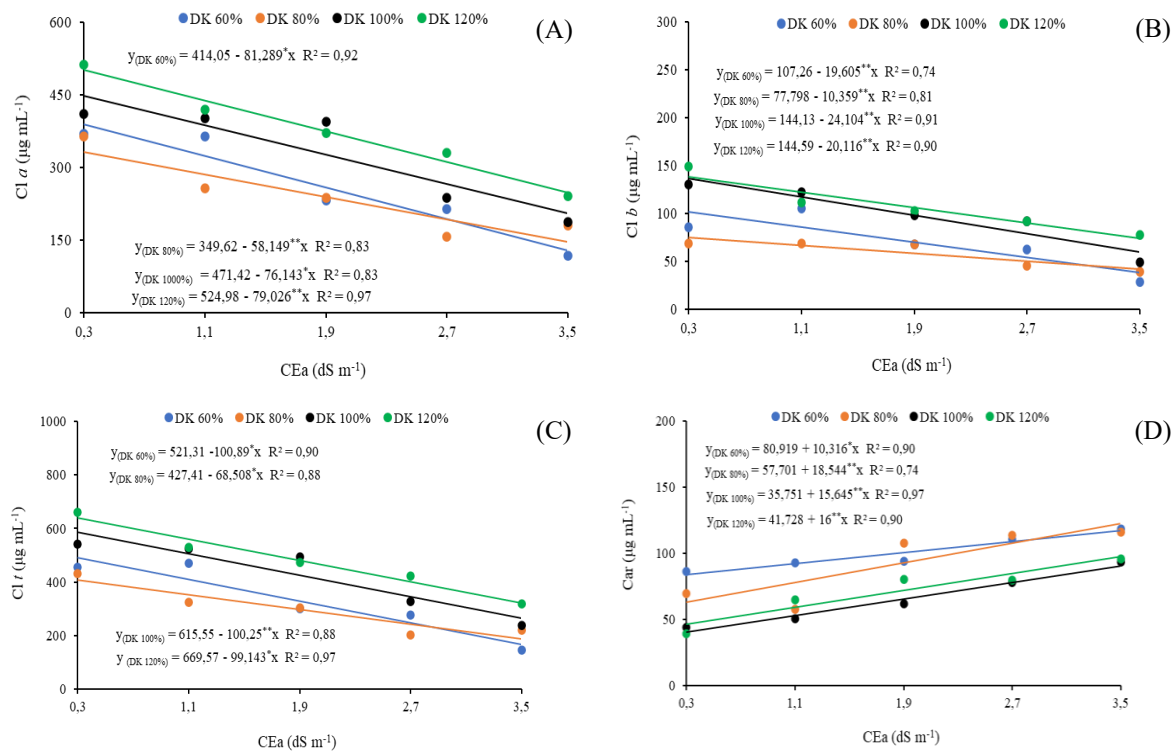 DK 60% DK 80% DK 100% DK 120%
(A)
y(DK 60%) = 414,05 - 81,289*x R² = 0,92
y(DK 80%) = 349,62 - 58,149**x R² = 0,83
y(DK 1000%) = 471,42 - 76,143*x R² = 0,83
y(DK 120%) = 524,98 - 79,026**x R² = 0,97
Cl a (µg mL-1)
600
450
300
150
0
0,3 1,1 1,9 2,7 3,5
CEa (dS m-1)
DK 60% DK 80% DK 100% DK 120%
(B)
y(DK 60%) = 107,26 - 19,605**x R² = 0,74
y(DK 80%) = 77,798 - 10,359**x R² = 0,81
y(DK 100%) = 144,13 - 24,104**x R² = 0,91
y(DK 120%) = 144,59 - 20,116**x R² = 0,90
Cl b (µg mL-1)
300
250
200
150
100
50
0
0,3 1,1 1,9 2,7 3,5
CEa (dS m-1)
DK 60% DK 80% DK 100% DK 120%
(C)
y(DK 60%) = 521,31 -100,89*x R² = 0,90
y(DK 80%) = 427,41 - 68,508*x R² = 0,88
y(DK 100%) = 615,55 - 100,25**x R² = 0,88
y (DK 120%) = 669,57 - 99,143*x R² = 0,97
Cl t (µg mL-1)
1000
800
600
400
200
0
0,3 1,1 1,9 2,7 3,5
CEa (dS m-1)
DK 60% DK 80% DK 100% DK 120%
(D)
y(DK 60%) = 80,919 + 10,316*x R² = 0,90
y(DK 80%) = 57,701 + 18,544**x R² = 0,74
y(DK 100%) = 35,751 + 15,645**x R² = 0,97
y(DK 120%) = 41,728 + 16**x R² = 0,90
Car (µg mL-1)
200
150
100
50
0
0,3 1,1 1,9 2,7 3,5
CEa (dS m-1)